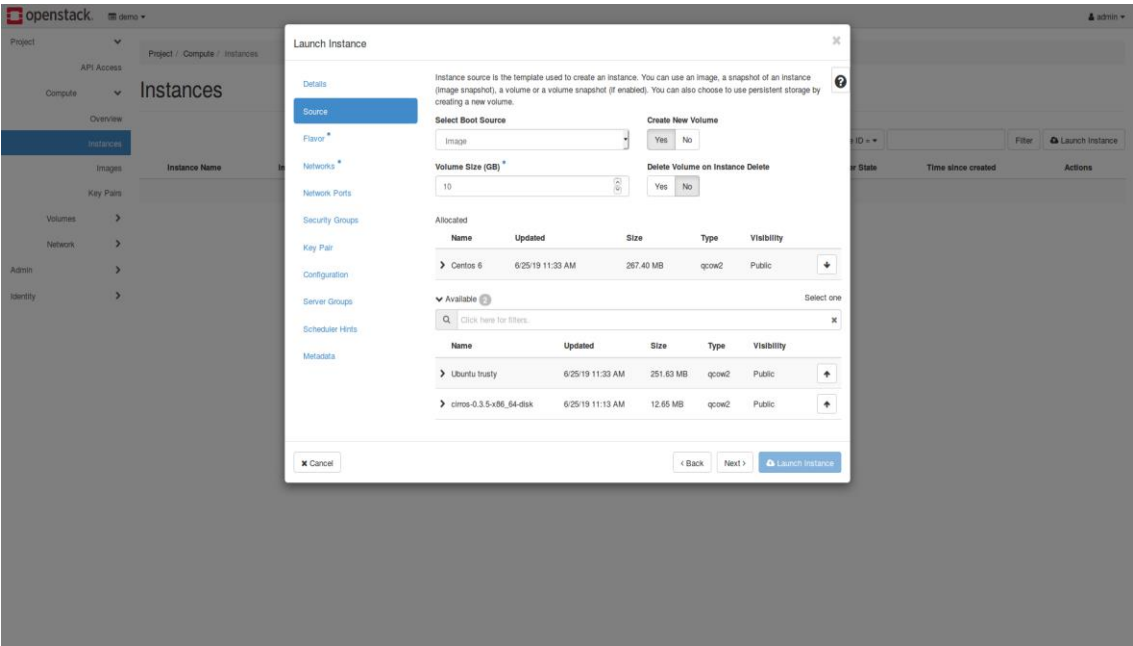 openstack. demo admin
Project
API Access
Compute
Overview
Instances
Images
Key Pairs
Volumes
Network
Admin
Identity
Project / Compute / Instances
Instances
ID = Filter Launch Instance
Instance Name Time since created Actions
Launch Instance
Details
Source
Flavor *
Networks *
Network Ports
Security Groups
Key Pair
Configuration
Server Groups
Scheduler Hints
Metadata
Instance source is the template used to create an instance. You can use an image, a snapshot of an instance
(image snapshot), a volume or a volume snapshot (if enabled). You can also choose to use persistent storage by
creating a new volume.
Select Boot Source Create New Volume
Image Yes No
Volume Size (GB) * Delete Volume on Instance Delete
10 Yes No
Allocated
Name Updated Size Type Visibility
Centos 6 6/25/19 11:33 AM 267.40 MB qcow2 Public
Available 2 Select one
Click here for filters.
Name Updated Size Type Visibility
Ubuntu trusty 6/25/19 11:33 AM 251.63 MB qcow2 Public
cirros-0.3.5-x86_64-disk 6/25/19 11:13 AM 12.65 MB qcow2 Public
Cancel < Back Next > Launch Instance